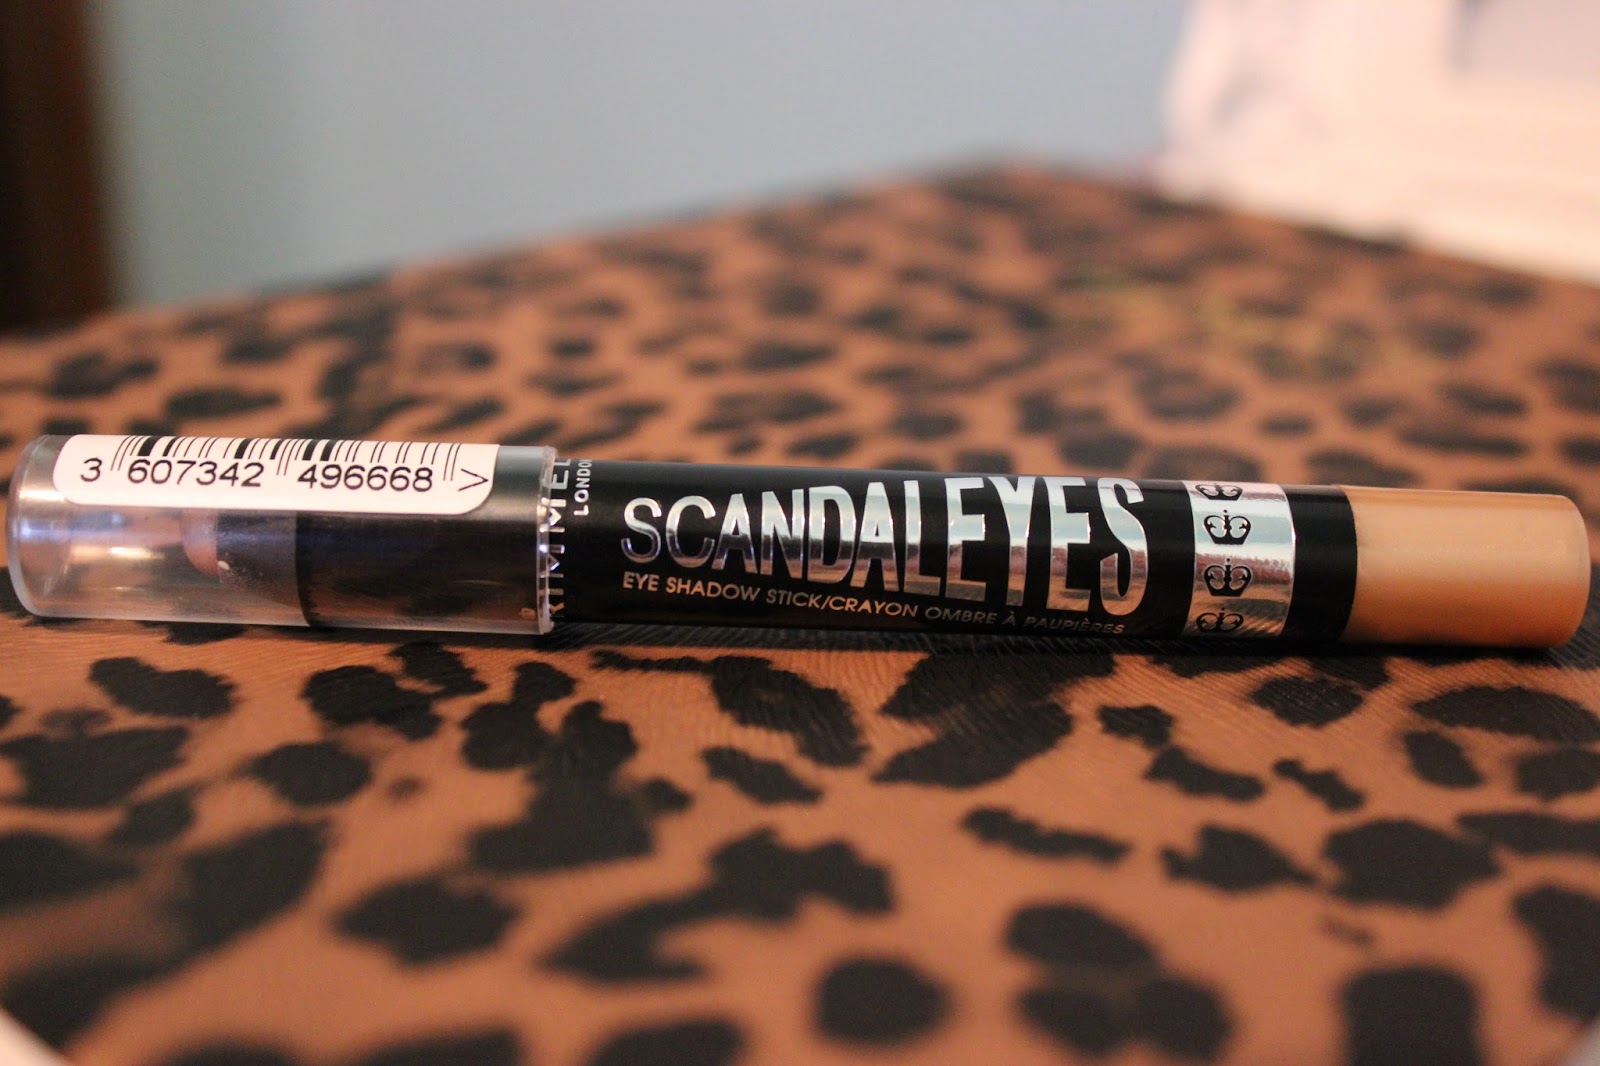 3 607342 496668 >
RIMMEL
LONDON
SCANDALEYES
EYE SHADOW STICK/CRAYON OMBRE À PAUPIÈRES